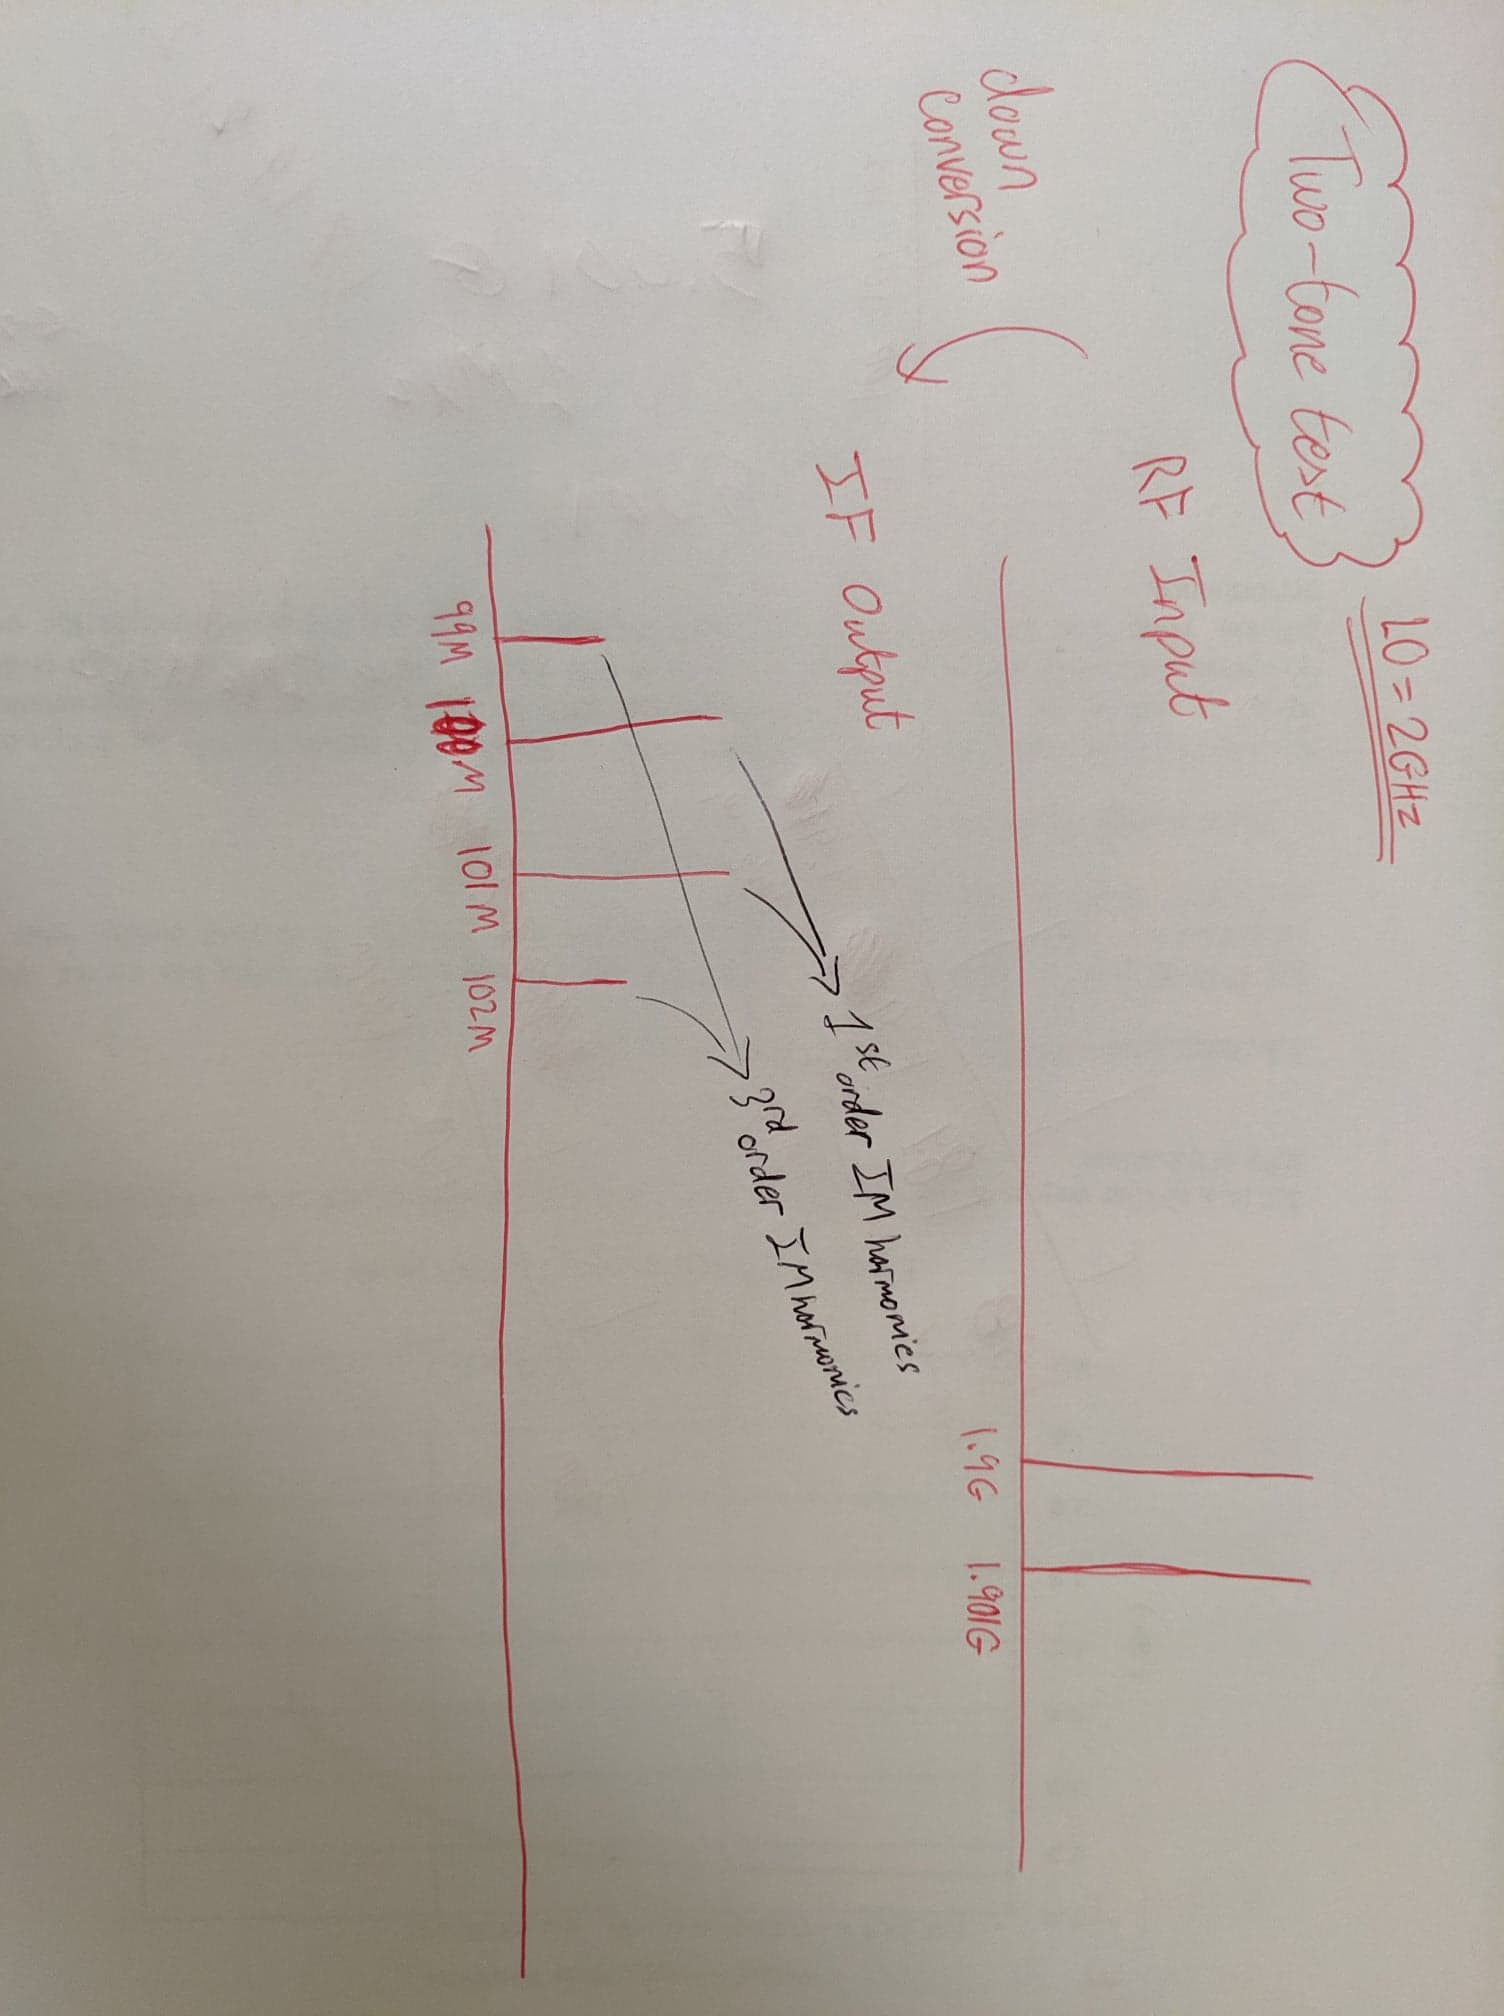 Two-tone test
LO = 2GHz
RF Input
1.9G 1.901G
down
conversion
IF Output
1st order IM harmonics
3rd order IM harmonics
99M 100M 101M 102M